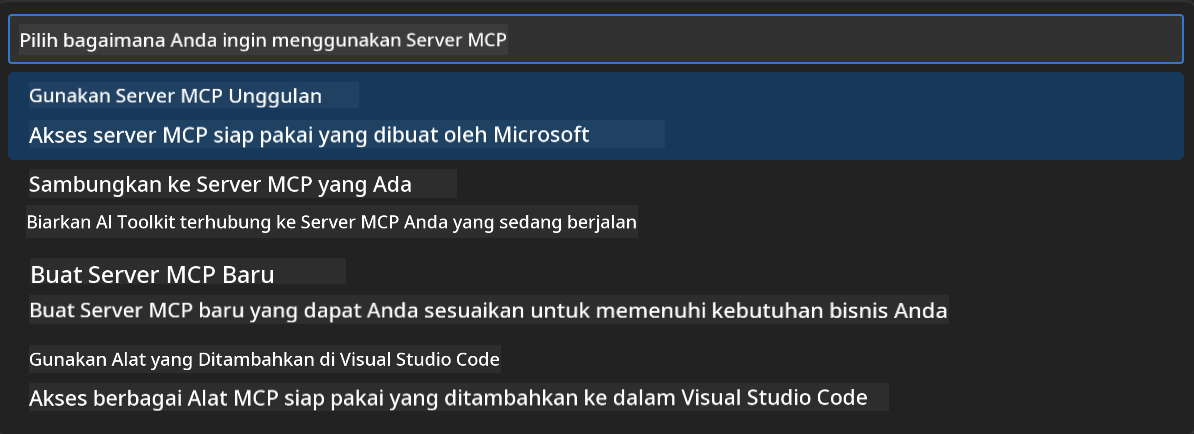 Pilih bagaimana Anda ingin menggunakan Server MCP
Gunakan Server MCP Unggulan
Akses server MCP siap pakai yang dibuat oleh Microsoft
Sambungkan ke Server MCP yang Ada
Biarkan AI Toolkit terhubung ke Server MCP Anda yang sedang berjalan
Buat Server MCP Baru
Buat Server MCP baru yang dapat Anda sesuaikan untuk memenuhi kebutuhan bisnis Anda
Gunakan Alat yang Ditambahkan di Visual Studio Code
Akses berbagai Alat MCP siap pakai yang ditambahkan ke dalam Visual Studio Code